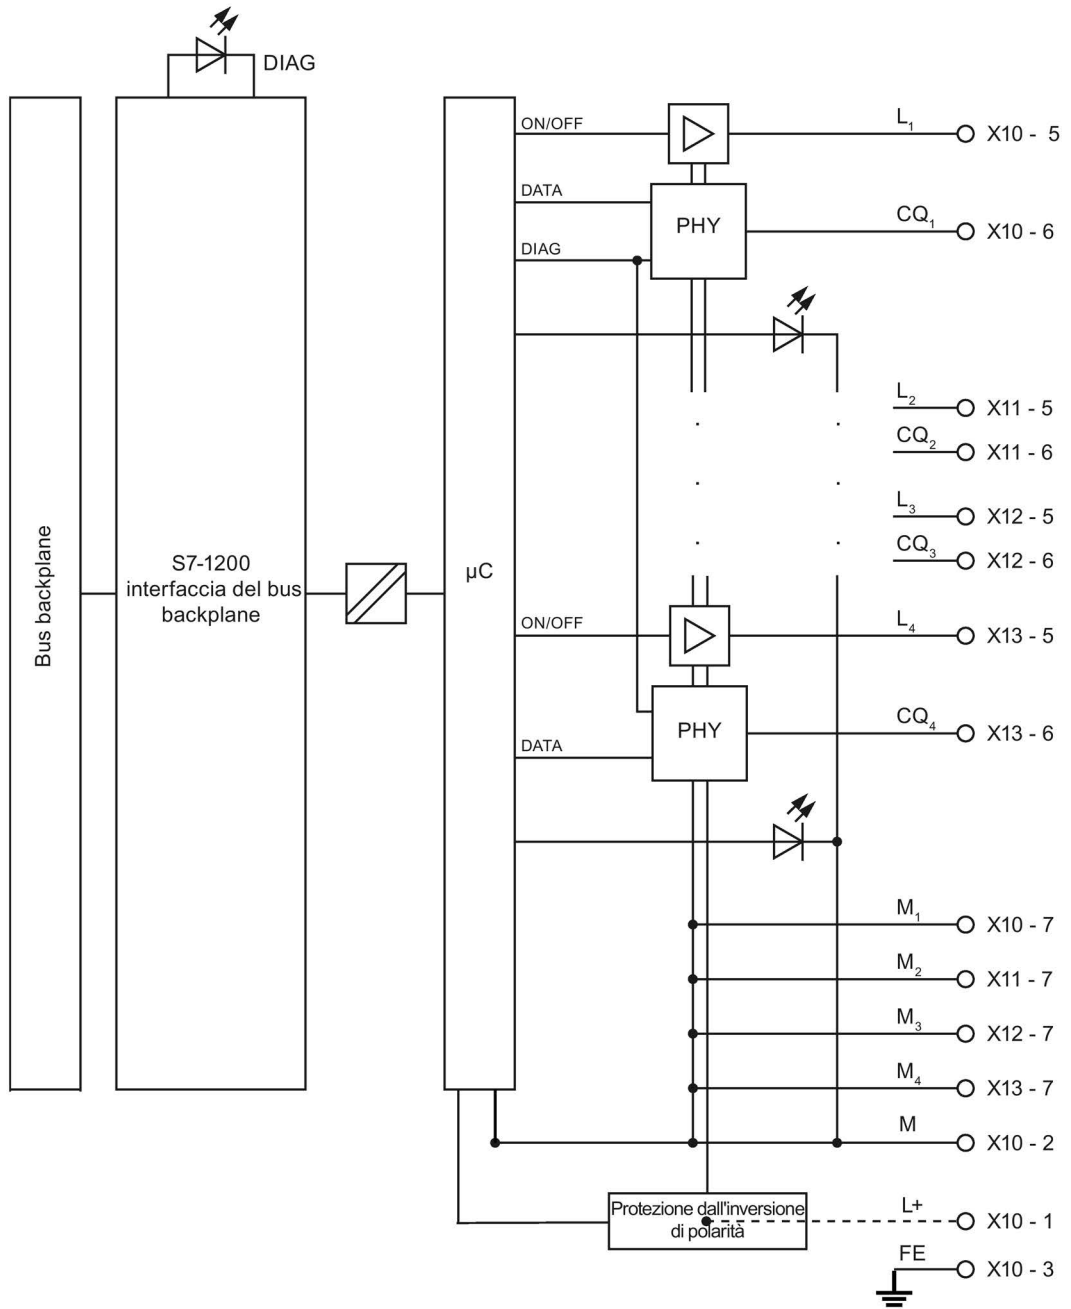 DIAG
ON/OFF
L1
X10 - 5
DATA
PHY
CQ1
X10 - 6
DIAG
L2
X11 - 5
CQ2
X11 - 6
L3
X12 - 5
CQ3
X12 - 6
Bus backplane
S7-1200
interfaccia del bus
backplane
µC
ON/OFF
L4
X13 - 5
PHY
CQ4
X13 - 6
DATA
M1
X10 - 7
M2
X11 - 7
M3
X12 - 7
M4
X13 - 7
M
X10 - 2
Protezione dall'inversione
di polarità
L+
X10 - 1
FE
X10 - 3